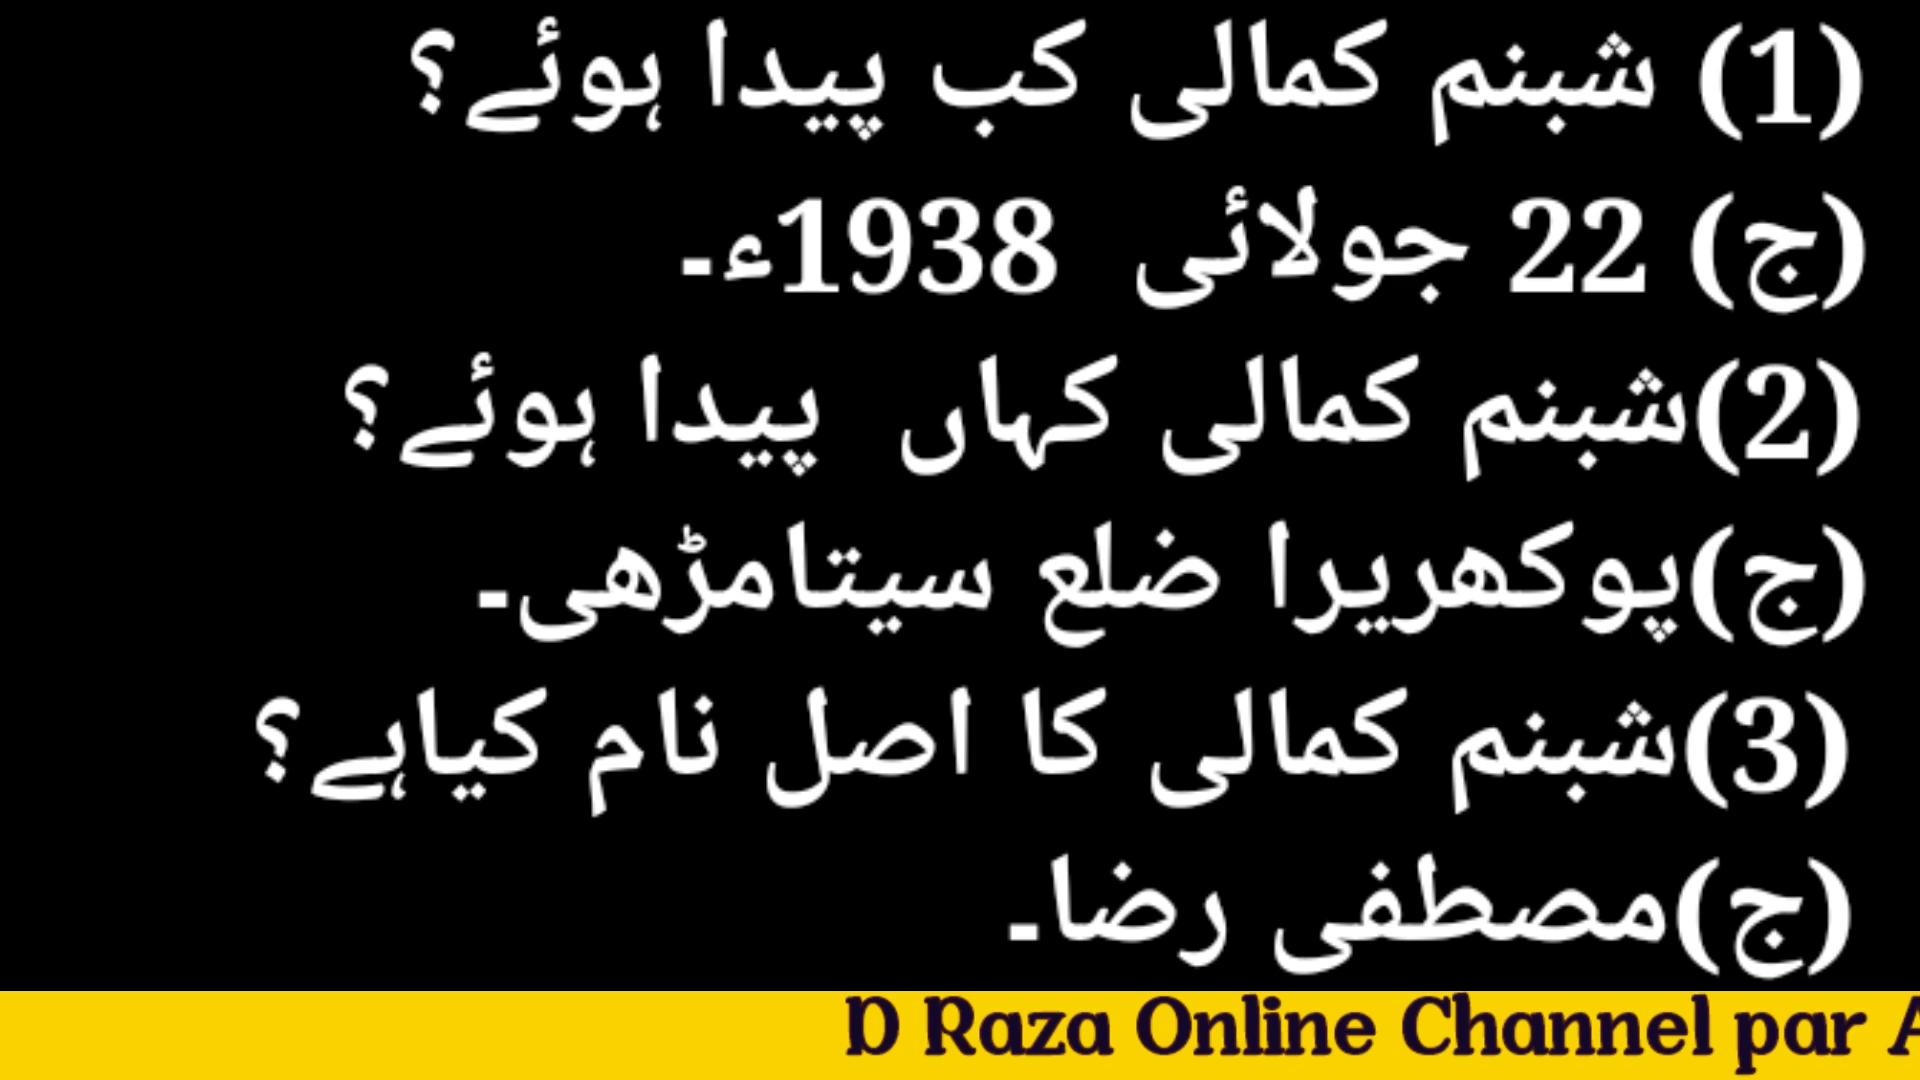 (1) شبنم کمالی کب پیدا ہوئے؟
(ج) 22 جولائی  1938ء۔
(2)شبنم کمالی کہاں  پیدا ہوئے؟
(ج)پوکھریرا ضلع سیتامڑھی۔
(3)شبنم کمالی کا اصل نام کیاہے؟
(ج)مصطفی رضا۔
D Raza Online Channel par